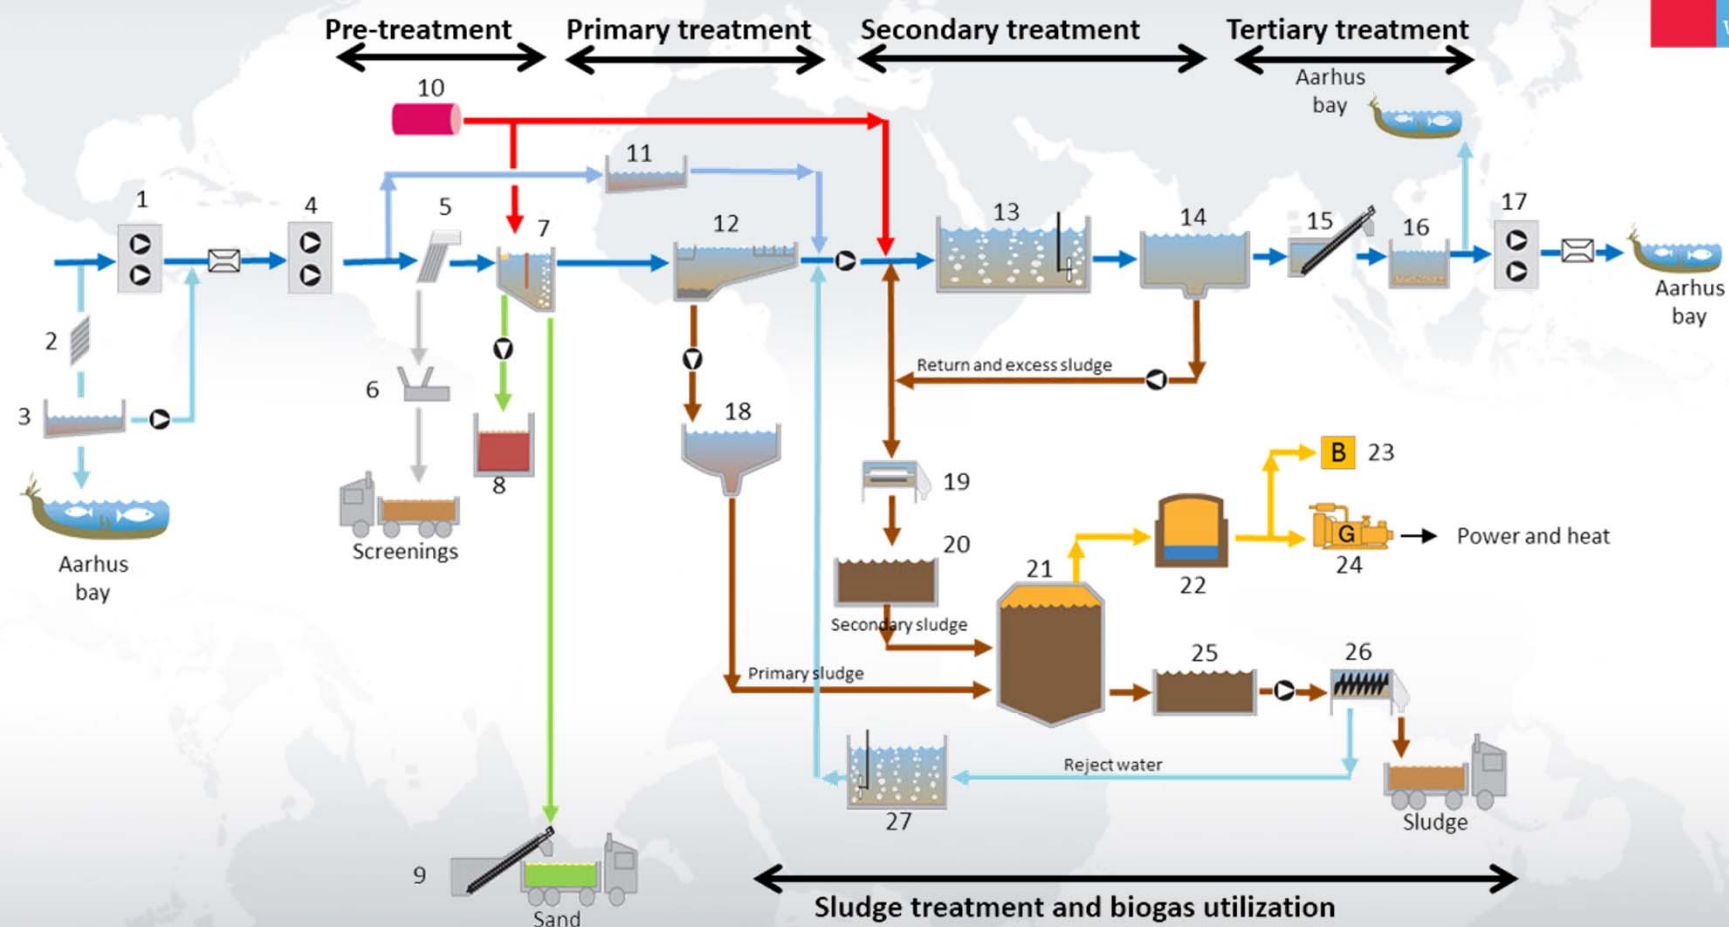 Pre-treatment
Primary treatment
Secondary treatment
Tertiary treatment
Aarhus
bay
10
11
1
4
5
7
12
13
14
15
16
17
Aarhus
bay
2
3
6
8
Return and excess sludge
18
19
20
B 23
Screenings
Aarhus
bay
G
24
Power and heat
21
22
Secondary sludge
Primary sludge
25
26
Reject water
27
Sludge
9
Sand
Sludge treatment and biogas utilization